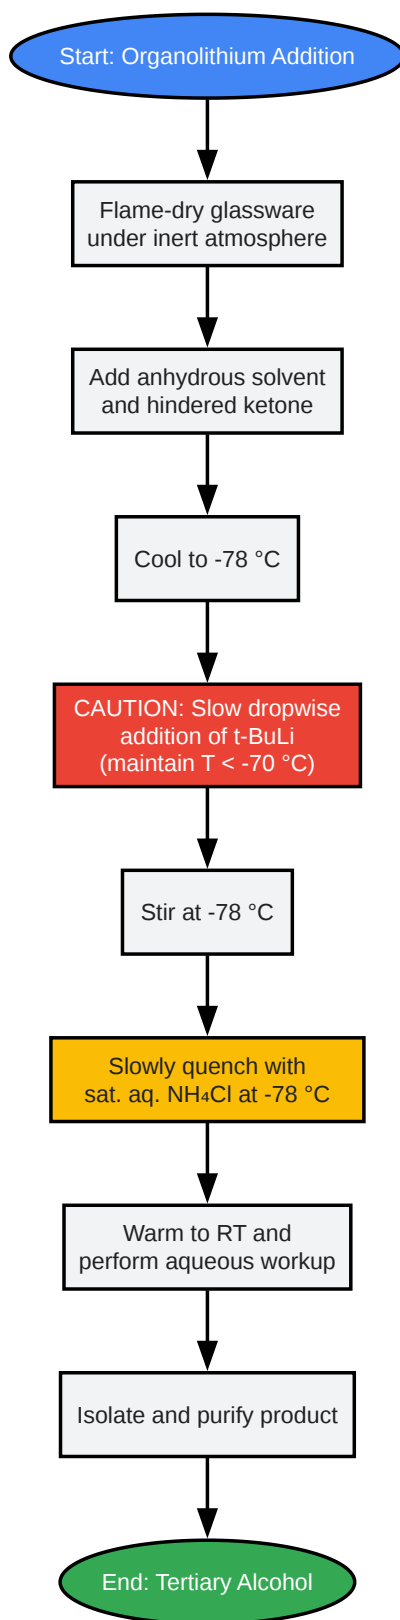 Start: Organolithium Addition
Flame-dry glassware
under inert atmosphere
Add anhydrous solvent
and hindered ketone
Cool to -78 °C
CAUTION: Slow dropwise
addition of t-BuLi
(maintain T < -70 °C)
Stir at -78 °C
Slowly quench with
sat. aq. NH₄Cl at -78 °C
Warm to RT and
perform aqueous workup
Isolate and purify product
End: Tertiary Alcohol